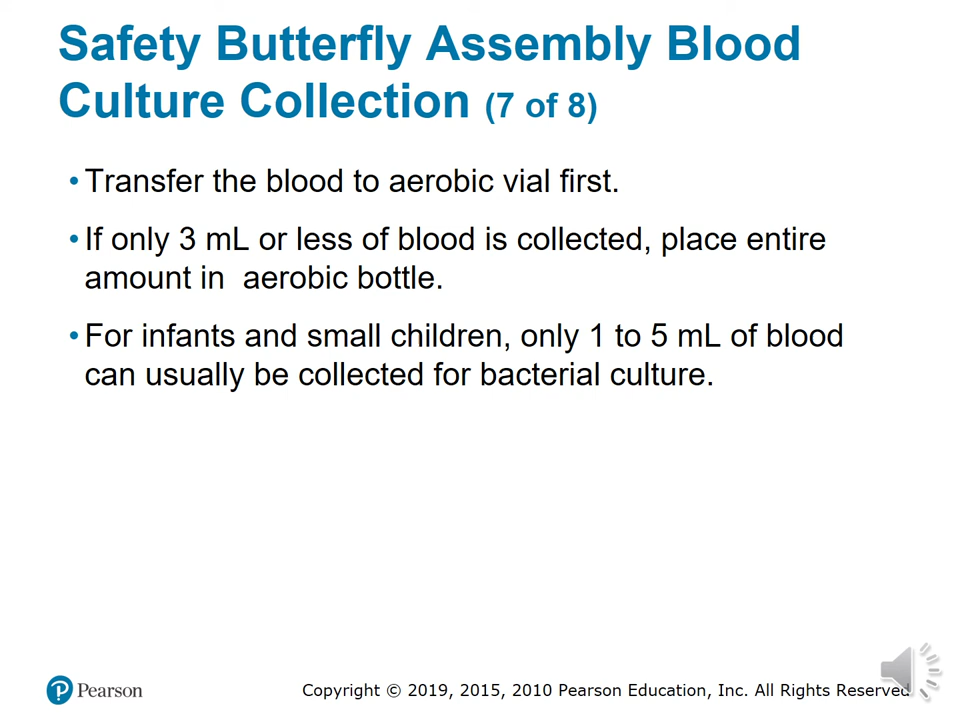 Safety Butterfly Assembly Blood
Culture Collection (7 of 8)
• Transfer the blood to aerobic vial first.
• If only 3 mL or less of blood is collected, place entire
amount in  aerobic bottle.
• For infants and small children, only 1 to 5 mL of blood
can usually be collected for bacterial culture.
Pearson
Copyright © 2019, 2015, 2010 Pearson Education, Inc. All Rights Reserved